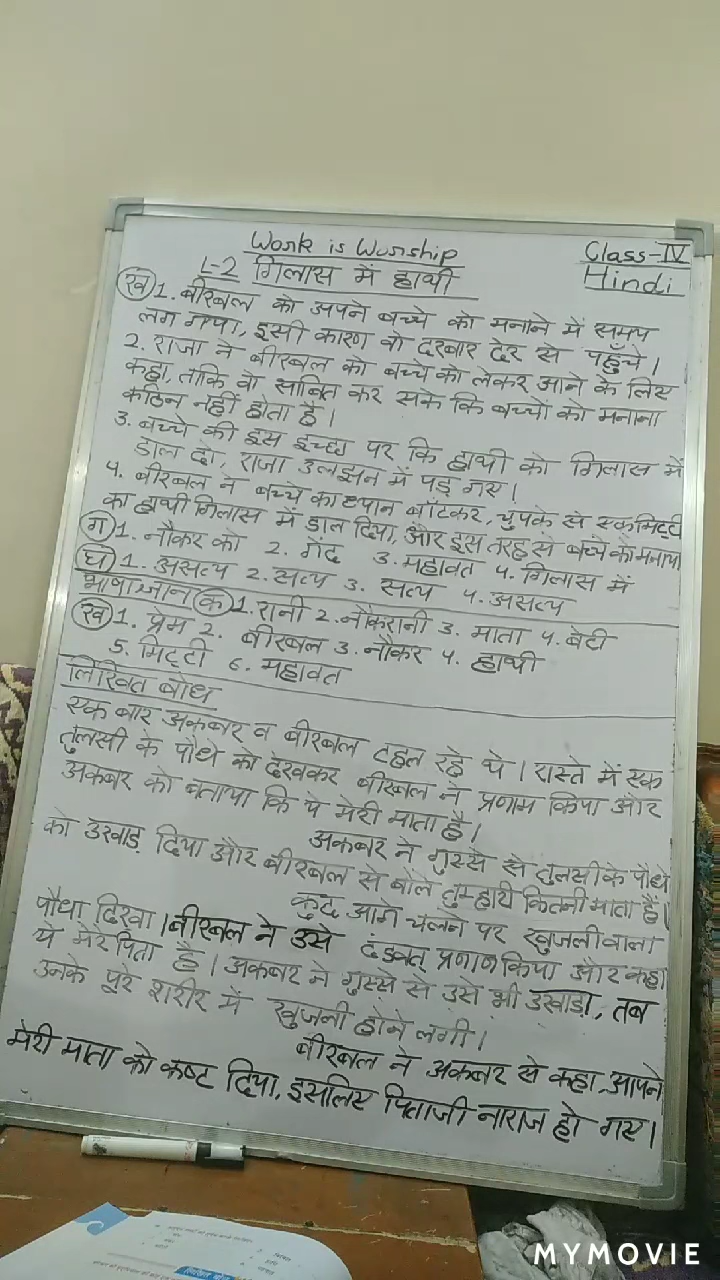 Work is Worship
Class-IV
Hindi
L-2 गिलास में हाथी
(ख) 1. बीरबल को अपने बच्चे को मनाने में समय
लग गया, इसी कारण वो दरबार देर से पहुँचे।
2. राजा ने बीरबल को बच्चे को लेकर आने के लिए
कहा, ताकि वो साबित कर सके कि बच्चों को मनाना
कठिन नहीं होता है।
3. बच्चे की इस इच्छा पर कि हाथी को गिलास में
डाल दो, राजा उलझन में पड़ गए।
4. बीरबल ने बच्चे का ध्यान बाँटकर, चुपके से एक मिट्टी
का हाथी गिलास में डाल दिया, और इस तरह से बच्चे को मनाया
(ग) 1. नौकर को 2. गेंद 3. महावत 4. गिलास में
(घ) 1. असत्य 2. सत्य 3. सत्य 4. असत्य
भाषा ज्ञान (क) 1. रानी 2. नौकरानी 3. माता 4. बेटी
(ख) 1. प्रेम 2. बीरबल 3. नौकर 4. हाथी
5. मिट्टी 6. महावत
लिखित बोध
एक बार अकबर व बीरबल टहल रहे थे। रास्ते में एक
तुलसी के पौधे को देखकर बीरबल ने प्रणाम किया और
अकबर को बताया कि ये मेरी माता है।
अकबर ने गुस्से से तुलसी के पौधे
को उखाड़ दिया और बीरबल से बोले तुम्हारी कितनी माता हैं।
कुछ आगे चलने पर खुजलीवाला
पौधा दिखा। बीरबल ने उसे दंडवत् प्रणाम किया और कहा
ये मेरे पिता है। अकबर ने गुस्से से उसे भी उखाड़ा, तब
उनके पूरे शरीर में खुजली होने लगी।
बीरबल ने अकबर से कहा, आपने
मेरी माता को कष्ट दिया, इसलिए पिताजी नाराज हो गए।
MYMOVIE